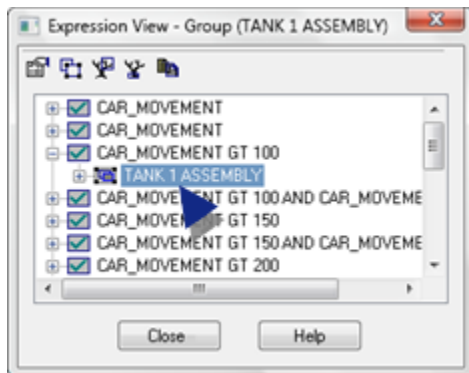 Expression View - Group (TANK 1 ASSEMBLY)
CAR_MOVEMENT
CAR_MOVEMENT
CAR_MOVEMENT GT 100
TANK 1 ASSEMBLY
CAR_MOVEMENT GT 100 AND CAR_MOVEME
CAR_MOVEMENT GT 150
CAR_MOVEMENT GT 150 AND CAR_MOVEME
CAR_MOVEMENT GT 200
Close Help